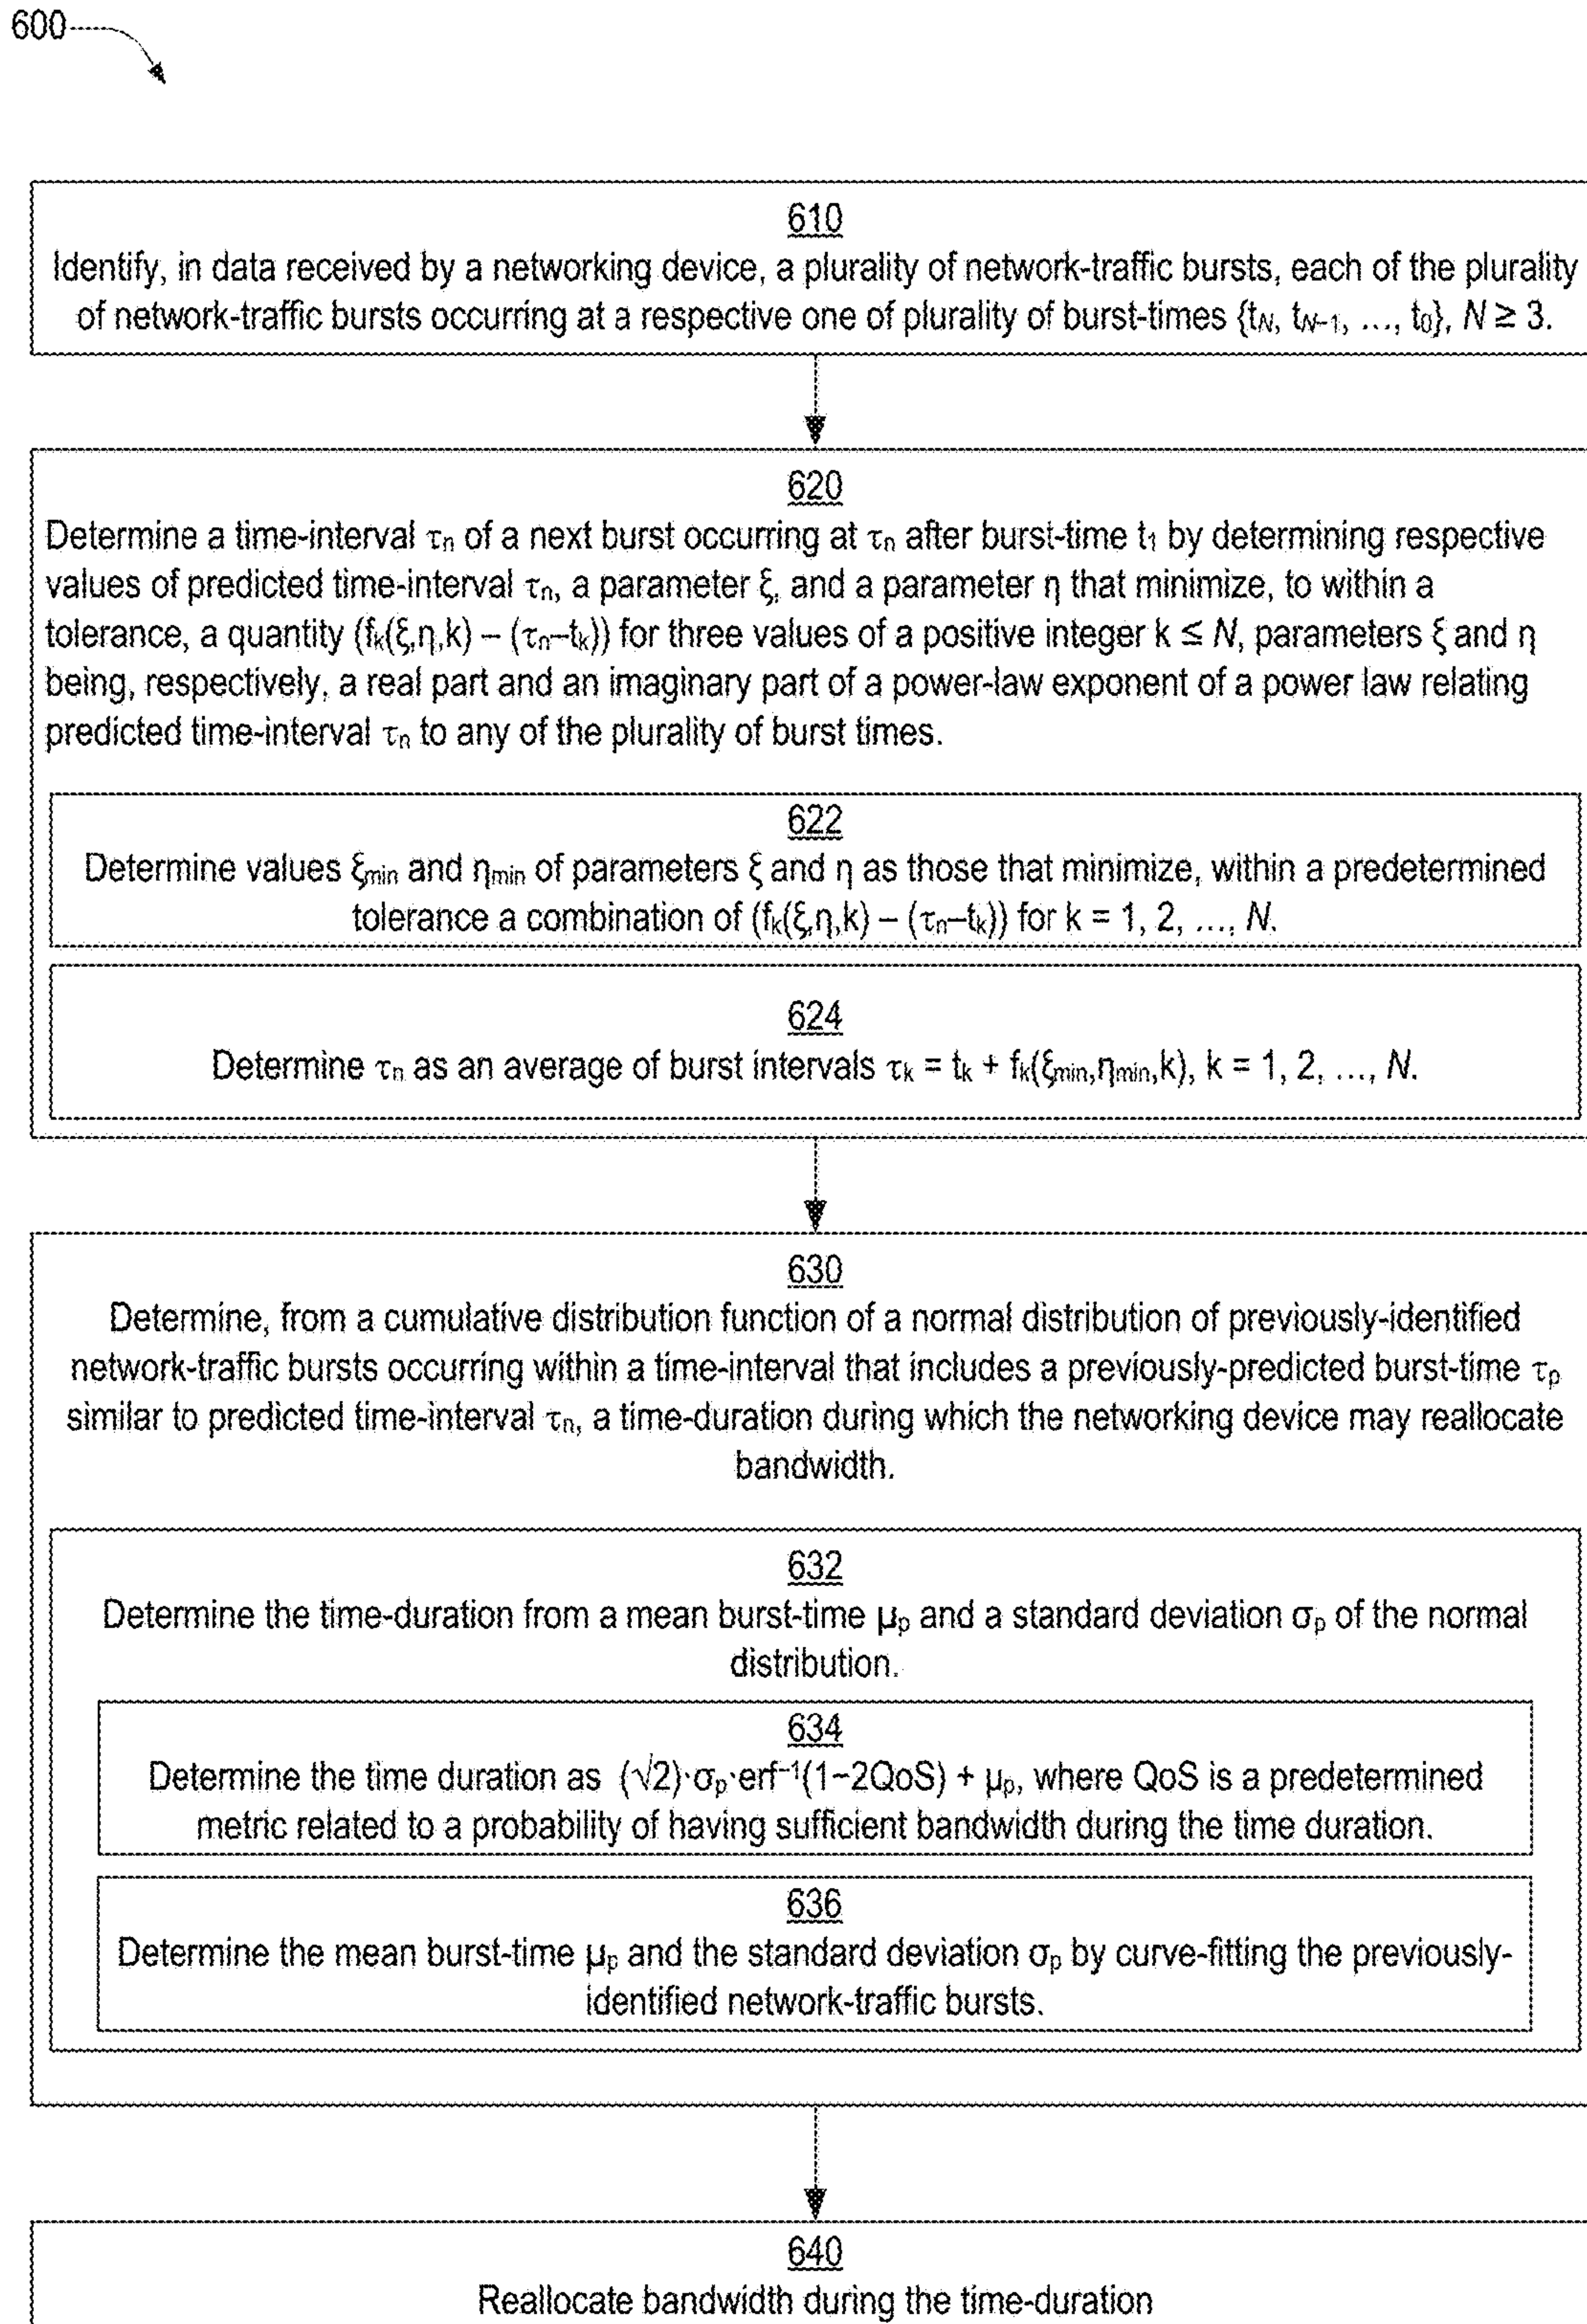 600
610
Identify, in data received by a networking device, a plurality of network-traffic bursts, each of the plurality
of network-traffic bursts occurring at a respective one of plurality of burst-times {tN, tN−1, ..., t0}, N ≥ 3.
620
Determine a time-interval τn of a next burst occurring at τn after burst-time t1 by determining respective
values of predicted time-interval τn, a parameter ξ, and a parameter η that minimize, to within a
tolerance, a quantity (fk(ξ,η,k) – (τn–tk)) for three values of a positive integer k ≤ N, parameters ξ and η
being, respectively, a real part and an imaginary part of a power-law exponent of a power law relating
predicted time-interval τn to any of the plurality of burst times.
622
Determine values ξmin and ηmin of parameters ξ and η as those that minimize, within a predetermined
tolerance a combination of (fk(ξ,η,k) – (τn–tk)) for k = 1, 2, ..., N.
624
Determine τn as an average of burst intervals τk = tk + fk(ξmin,ηmin,k), k = 1, 2, ..., N.
630
Determine, from a cumulative distribution function of a normal distribution of previously-identified
network-traffic bursts occurring within a time-interval that includes a previously-predicted burst-time τp
similar to predicted time-interval τn, a time-duration during which the networking device may reallocate
bandwidth.
632
Determine the time-duration from a mean burst-time μp and a standard deviation σp of the normal
distribution.
634
Determine the time duration as (√2)·σp·erf⁻¹(1−2QoS) + μp, where QoS is a predetermined
metric related to a probability of having sufficient bandwidth during the time duration.
636
Determine the mean burst-time μp and the standard deviation σp by curve-fitting the previously-
identified network-traffic bursts.
640
Reallocate bandwidth during the time-duration